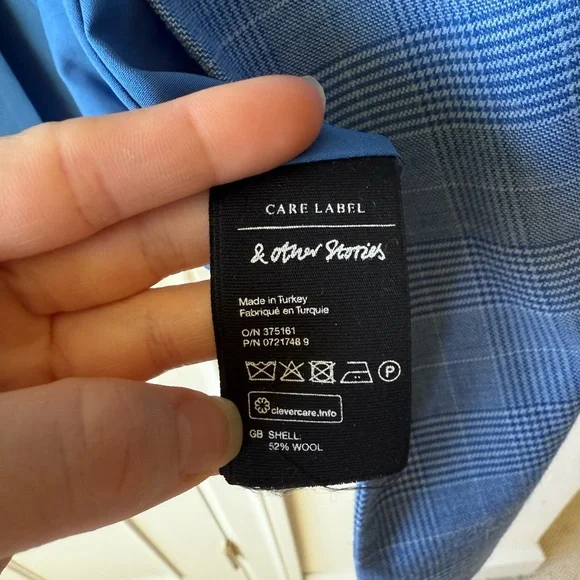 CARE LABEL
& Other Stories
Made in Turkey
Fabriqué en Turquie
O/N 375161
P/N 0721748 9
P
clevercare.info
GB SHELL:
52% WOOL